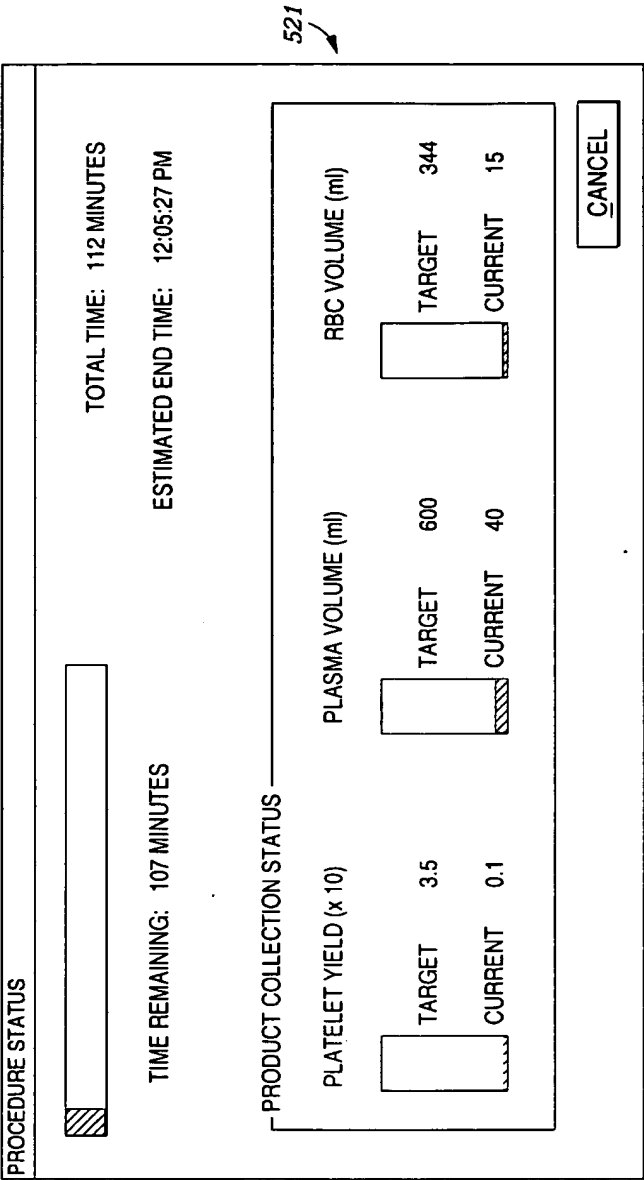 521
PROCEDURE STATUS
TOTAL TIME: 112 MINUTES
TIME REMAINING: 107 MINUTES
ESTIMATED END TIME: 12:05:27 PM
PRODUCT COLLECTION STATUS
PLATELET YIELD (x 10)
TARGET 3.5
CURRENT 0.1
PLASMA VOLUME (ml)
TARGET 600
CURRENT 40
RBC VOLUME (ml)
TARGET 344
CURRENT 15
CANCEL